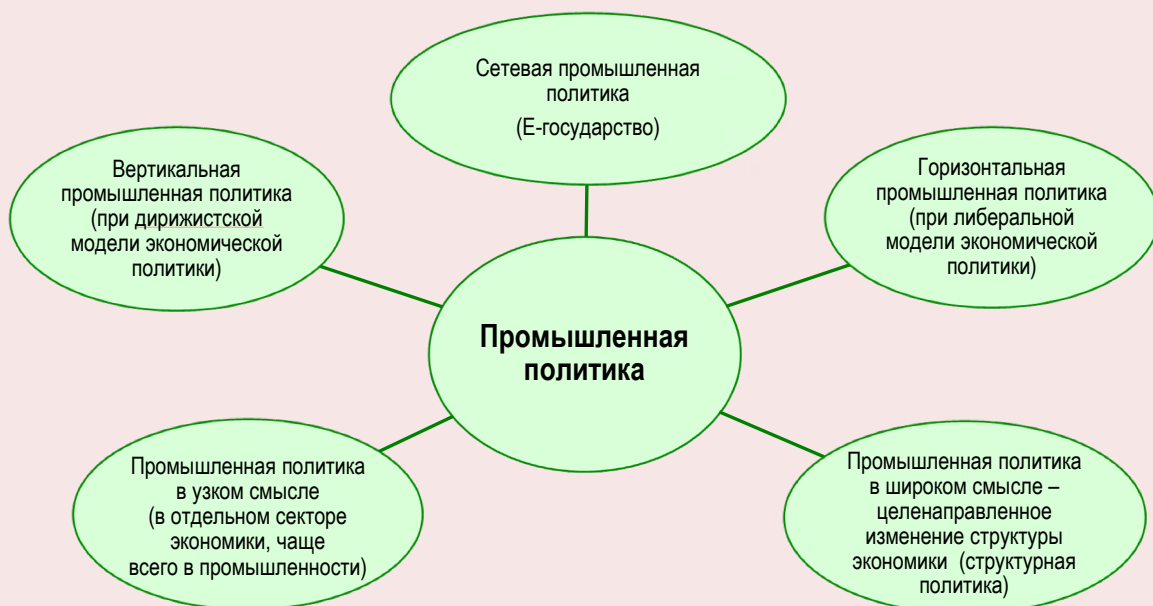 Сетевая промышленная
политика
(Е-государство)
Вертикальная
промышленная политика
(при дирижистской
модели экономической
политики)
Горизонтальная
промышленная политика
(при либеральной
модели экономической
политики)
Промышленная
политика
Промышленная политика
в узком смысле
(в отдельном секторе
экономики, чаще
всего в промышленности)
Промышленная политика
в широком смысле –
целенаправленное
изменение структуры
экономики (структурная
политика)